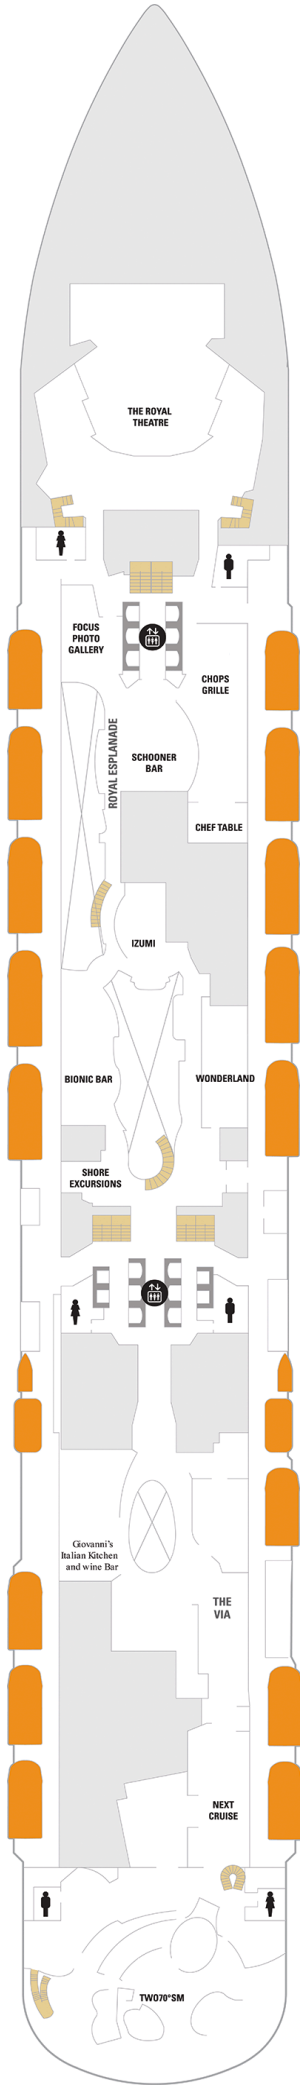 THE ROYAL
THEATRE
FOCUS
PHOTO
GALLERY
CHOPS
GRILLE
ROYAL ESPLANADE
SCHOONER
BAR
CHEF TABLE
IZUMI
BIONIC BAR
WONDERLAND
SHORE
EXCURSIONS
Giovanni's
Italian Kitchen
and wine Bar
THE
VIA
NEXT
CRUISE
TWO70°SM